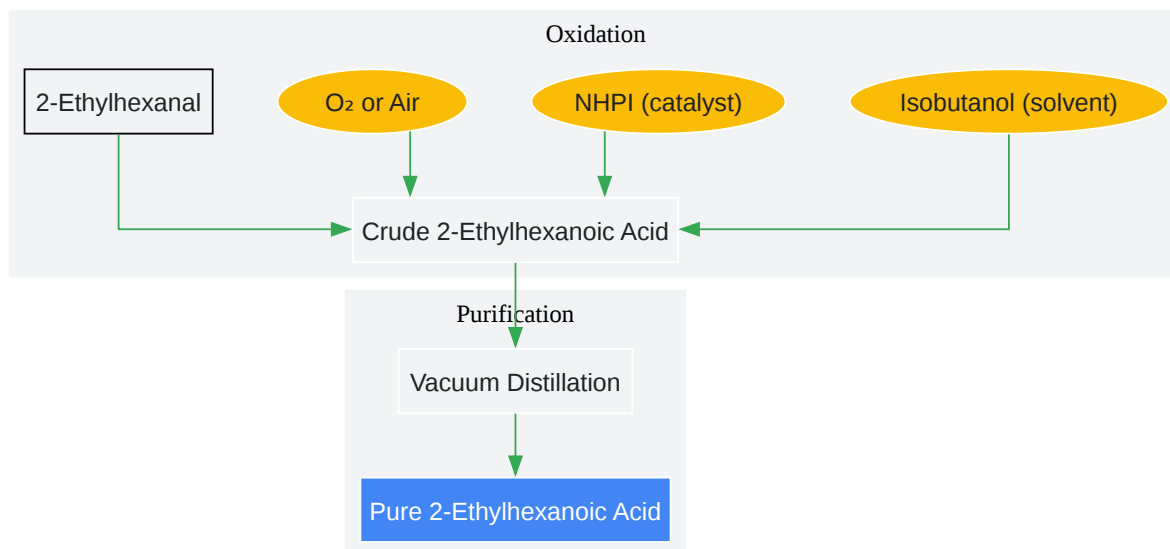 Oxidation
2-Ethylhexanal
O₂ or Air
NHPI (catalyst)
Isobutanol (solvent)
Crude 2-Ethylhexanoic Acid
Purification
Vacuum Distillation
Pure 2-Ethylhexanoic Acid